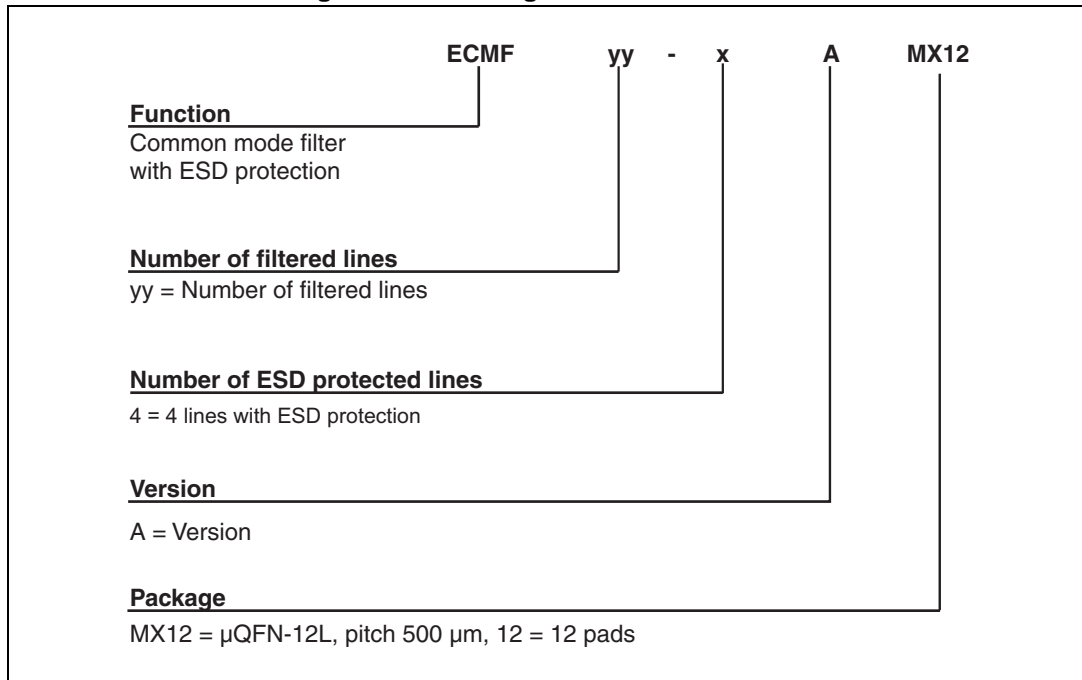 ECMF yy - x A MX12
Function
Common mode filter
with ESD protection
Number of filtered lines
yy = Number of filtered lines
Number of ESD protected lines
4 = 4 lines with ESD protection
Version
A = Version
Package
MX12 = µQFN-12L, pitch 500 µm, 12 = 12 pads